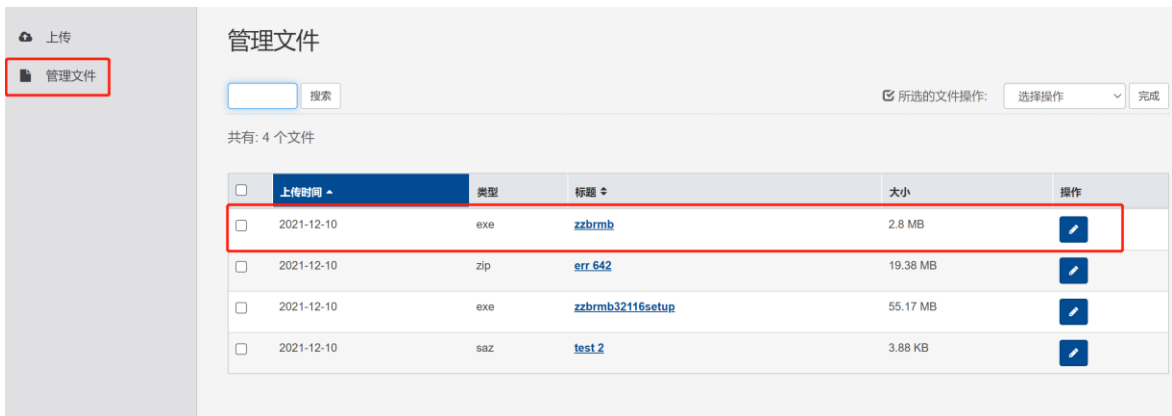 上传
管理文件
管理文件
搜索
所选的文件操作: 选择操作 完成
共有: 4 个文件
上传时间 类型 标题 大小 操作
2021-12-10 exe zzbrmb 2.8 MB
2021-12-10 zip err 642 19.38 MB
2021-12-10 exe zzbrmb32116setup 55.17 MB
2021-12-10 saz test 2 3.88 KB